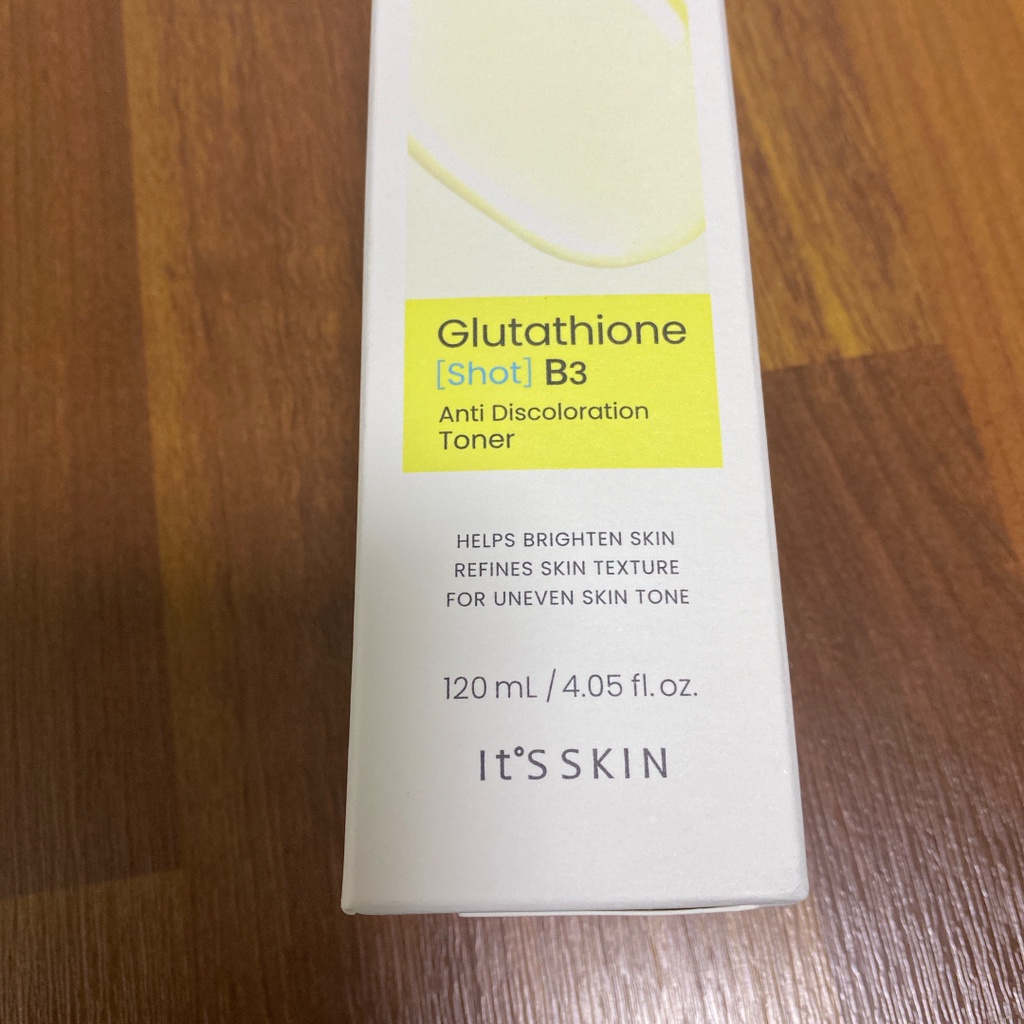 Glutathione
[Shot] B3
Anti Discoloration
Toner
HELPS BRIGHTEN SKIN
REFINES SKIN TEXTURE
FOR UNEVEN SKIN TONE
120 mL / 4.05 fl. oz.
It°S SKIN